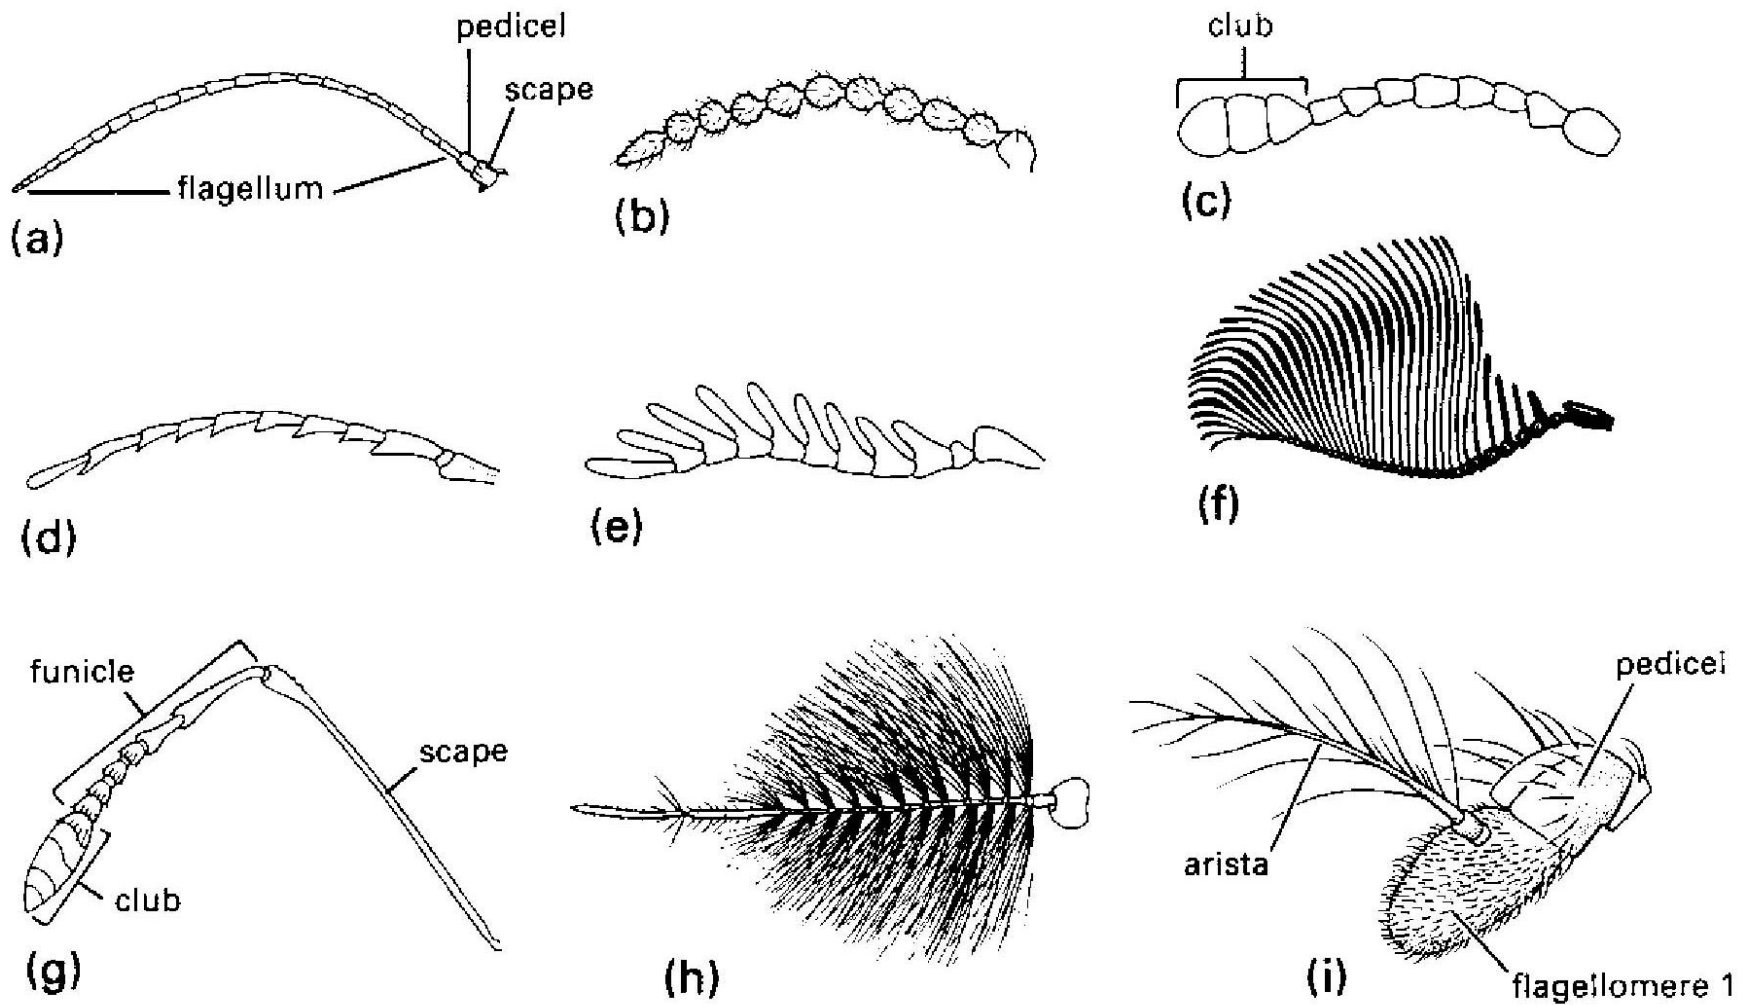 pedicel
scape
flagellum
(a)
(b)
club
(c)
(d)
(e)
(f)
funicle
scape
club
(g)
(h)
pedicel
arista
flagellomere 1
(i)